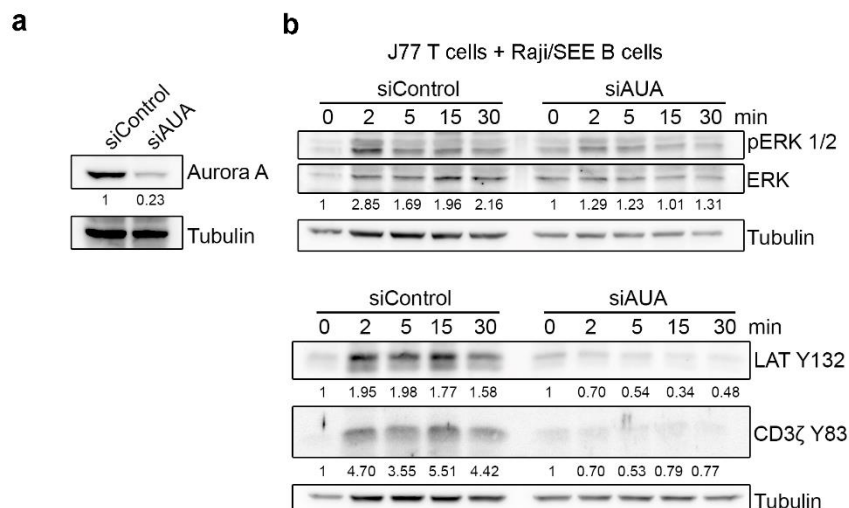 a
siControl siAUA
Aurora A
1 0.23
Tubulin
b
J77 T cells + Raji/SEE B cells
siControl siAUA
0 2 5 15 30 0 2 5 15 30 min
pERK 1/2
ERK
1 2.85 1.69 1.96 2.16 1 1.29 1.23 1.01 1.31
Tubulin
siControl siAUA
0 2 5 15 30 0 2 5 15 30 min
LAT Y132
1 1.95 1.98 1.77 1.58 1 0.70 0.54 0.34 0.48
CD3ζ Y83
1 4.70 3.55 5.51 4.42 1 0.70 0.53 0.79 0.77
Tubulin